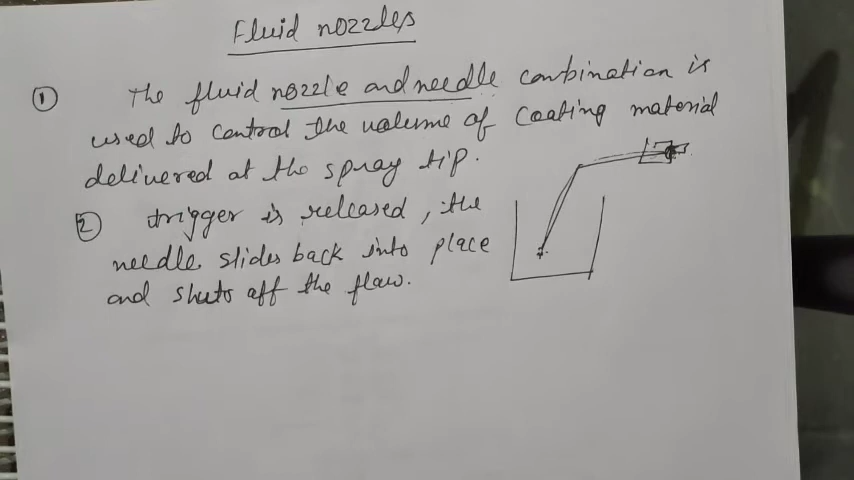 Fluid nozzles
① The fluid nozzle and needle combination is
used to control the volume of coating material
delivered at the spray tip.
② trigger is released, the
needle slides back into place
and shuts off the flow.